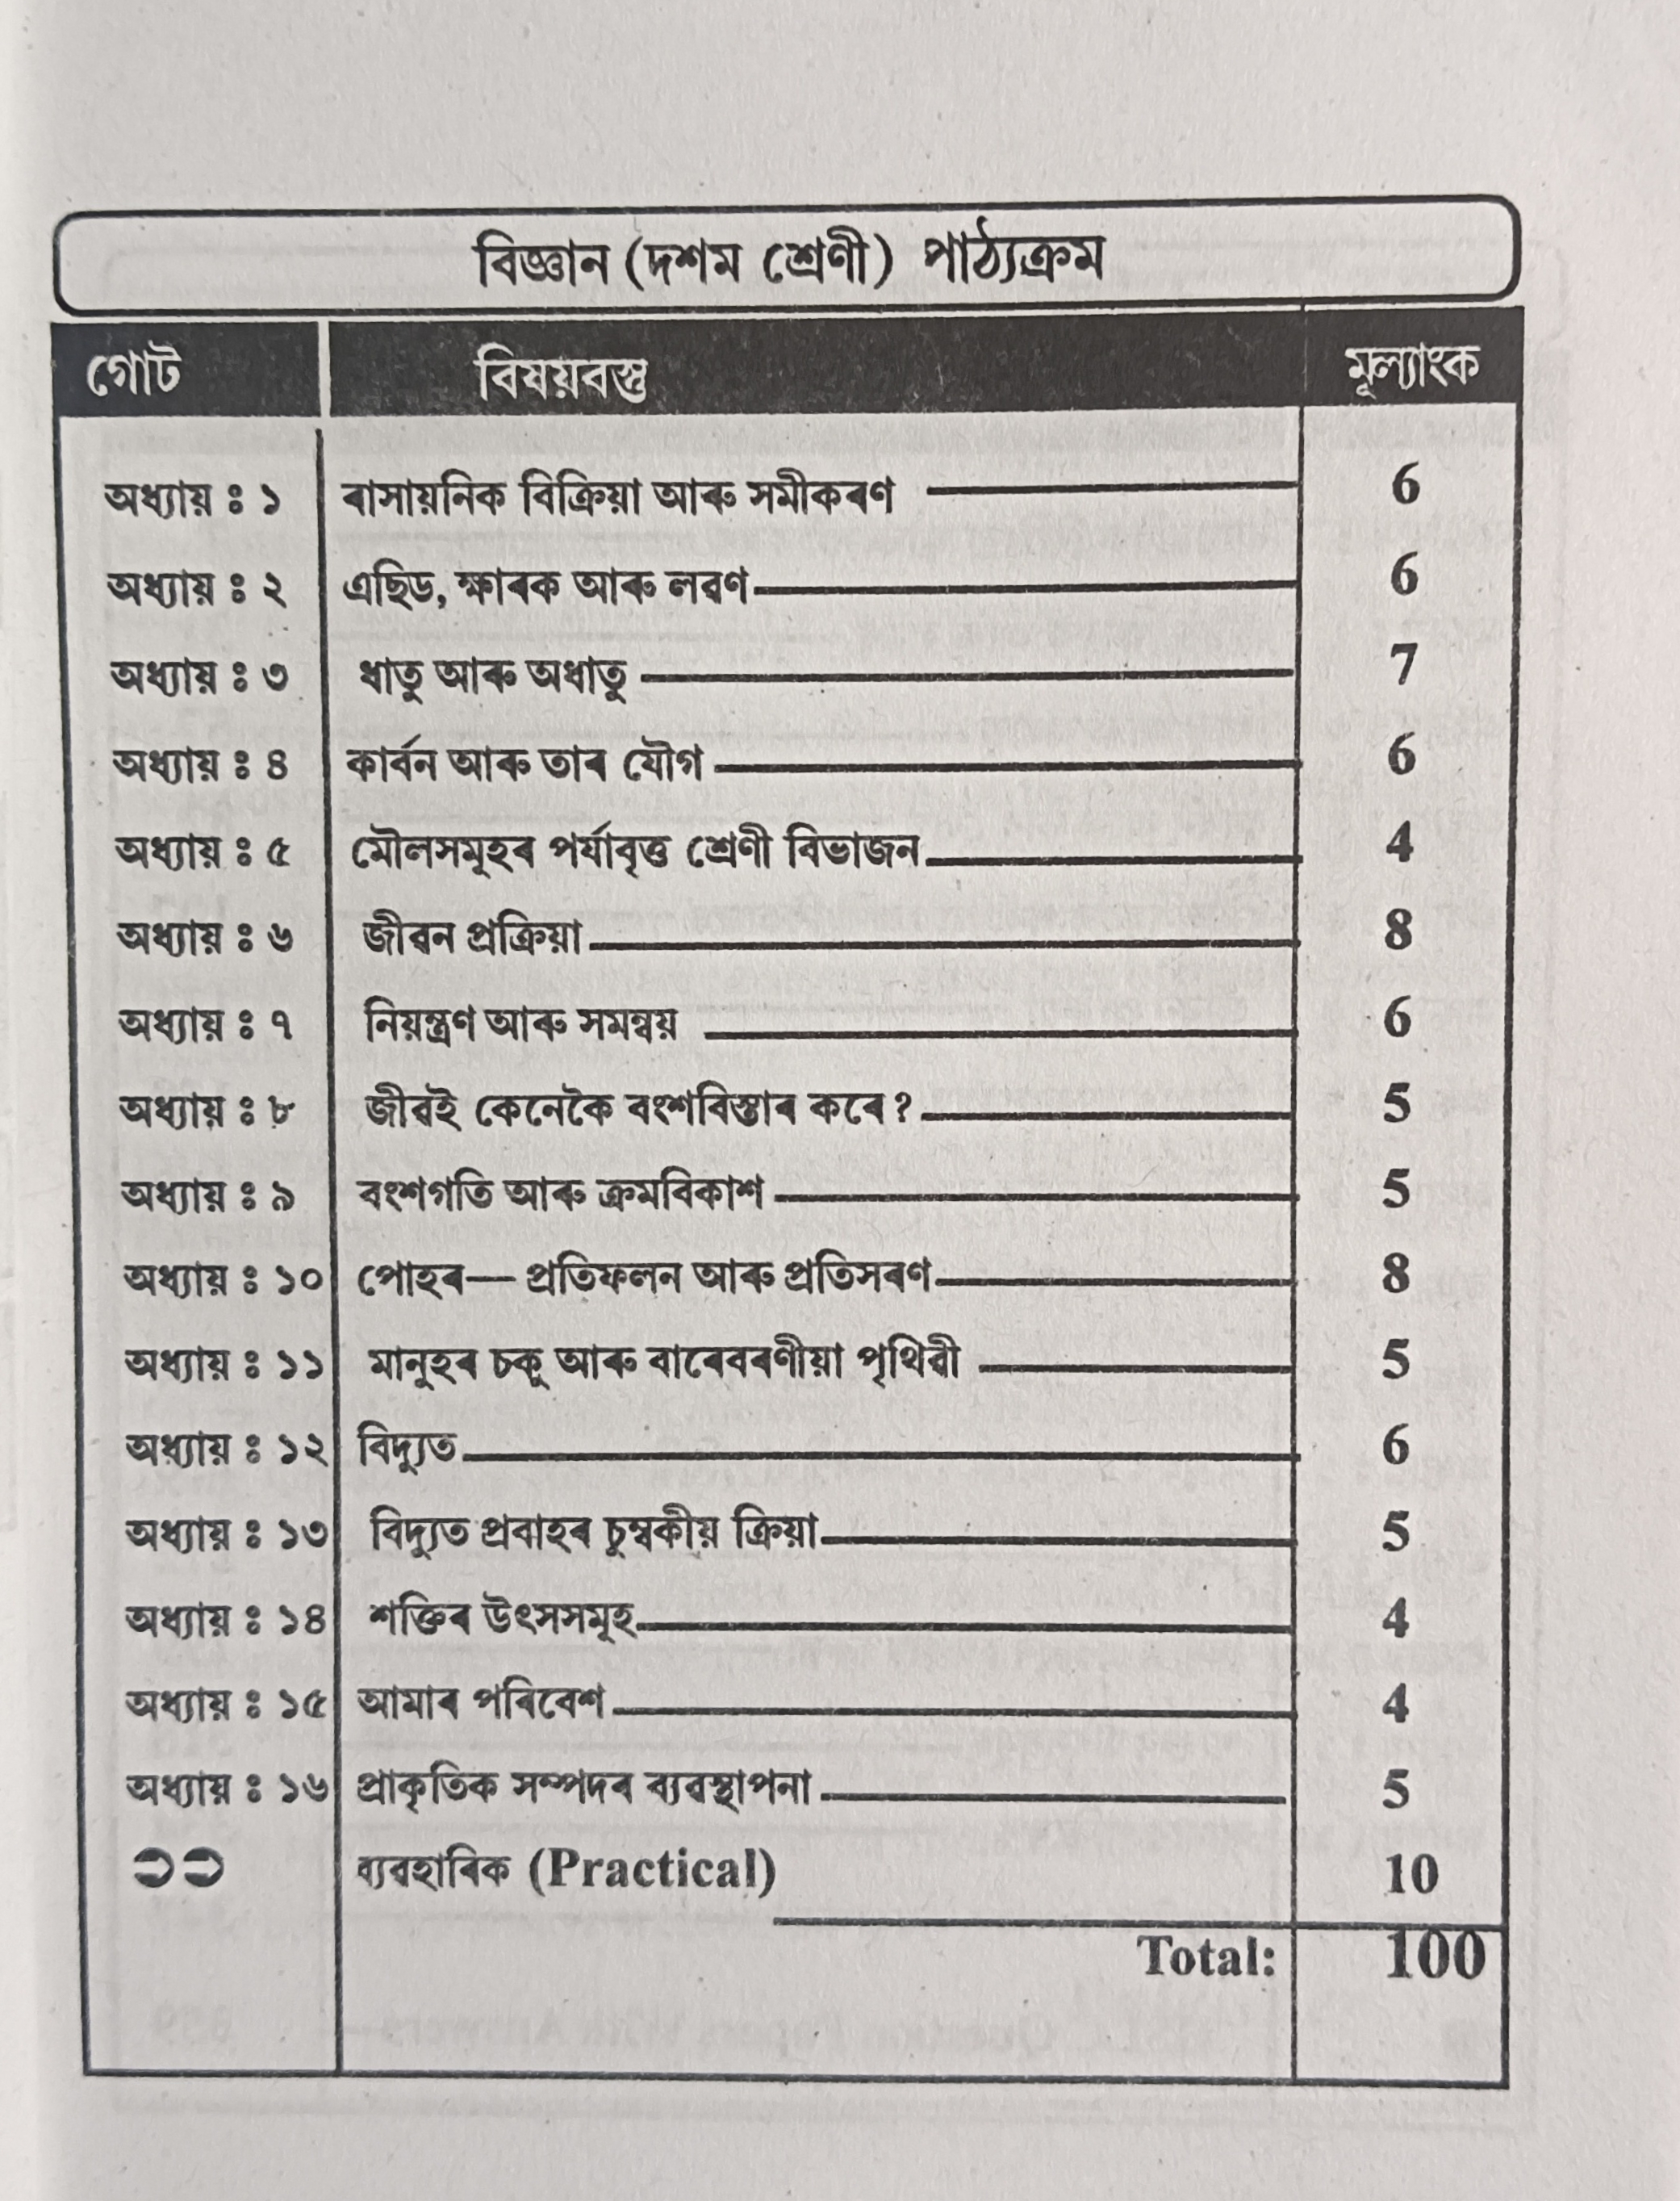 বিজ্ঞান (দশম শ্ৰেণী) পাঠ্যক্ৰম
গোট বিষয়বস্তু মূল্যাংক
অধ্যায় ঃ ১ ৰাসায়নিক বিক্ৰিয়া আৰু সমীকৰণ 6
অধ্যায় ঃ ২ এছিড, ক্ষাৰক আৰু লৱণ 6
অধ্যায় ঃ ৩ ধাতু আৰু অধাতু 7
অধ্যায় ঃ ৪ কাৰ্বন আৰু তাৰ যৌগ 6
অধ্যায় ঃ ৫ মৌলসমুহৰ পৰ্যাবৃত্ত শ্ৰেণী বিভাজন 4
অধ্যায় ঃ ৬ জীৱন প্ৰক্ৰিয়া 8
অধ্যায় ঃ ৭ নিয়ন্ত্ৰণ আৰু সমন্বয় 6
অধ্যায় ঃ ৮ জীৱই কেনেকৈ বংশবিস্তাৰ কৰে? 5
অধ্যায় ঃ ৯ বংশগতি আৰু ক্ৰমবিকাশ 5
অধ্যায় ঃ ১০ পোহৰ— প্ৰতিফলন আৰু প্ৰতিসৰণ 8
অধ্যায় ঃ ১১ মানুহৰ চকু আৰু বাৰেবৰণীয়া পৃথিৱী 5
অধ্যায় ঃ ১২ বিদ্যুত 6
অধ্যায় ঃ ১৩ বিদ্যুত প্ৰবাহৰ চুম্বকীয় ক্ৰিয়া 5
অধ্যায় ঃ ১৪ শক্তিৰ উৎসসমুহ 4
অধ্যায় ঃ ১৫ আমাৰ পৰিবেশ 4
অধ্যায় ঃ ১৬ প্ৰাকৃতিক সম্পদৰ ব্যৱস্থাপনা 5
ব্যৱহাৰিক (Practical) 10
Total: 100